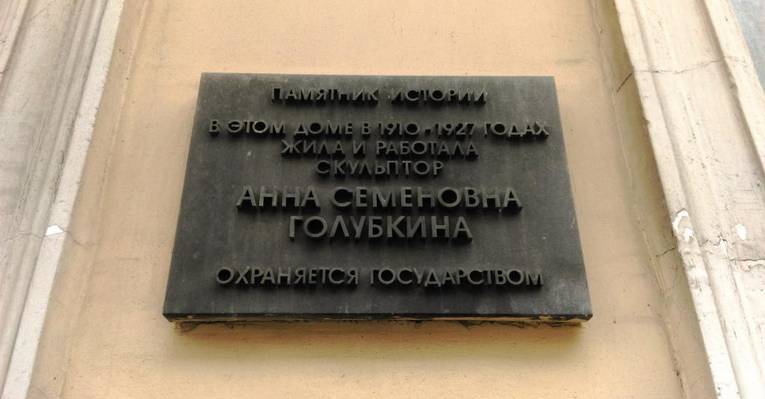 ПАМЯТНИК ИСТОРИИ
В ЭТОМ ДОМЕ В 1910-1927 ГОДАХ
ЖИЛА И РАБОТАЛА
СКУЛЬПТОР
АННА СЕМЕНОВНА
ГОЛУБКИНА
ОХРАНЯЕТСЯ ГОСУДАРСТВОМ